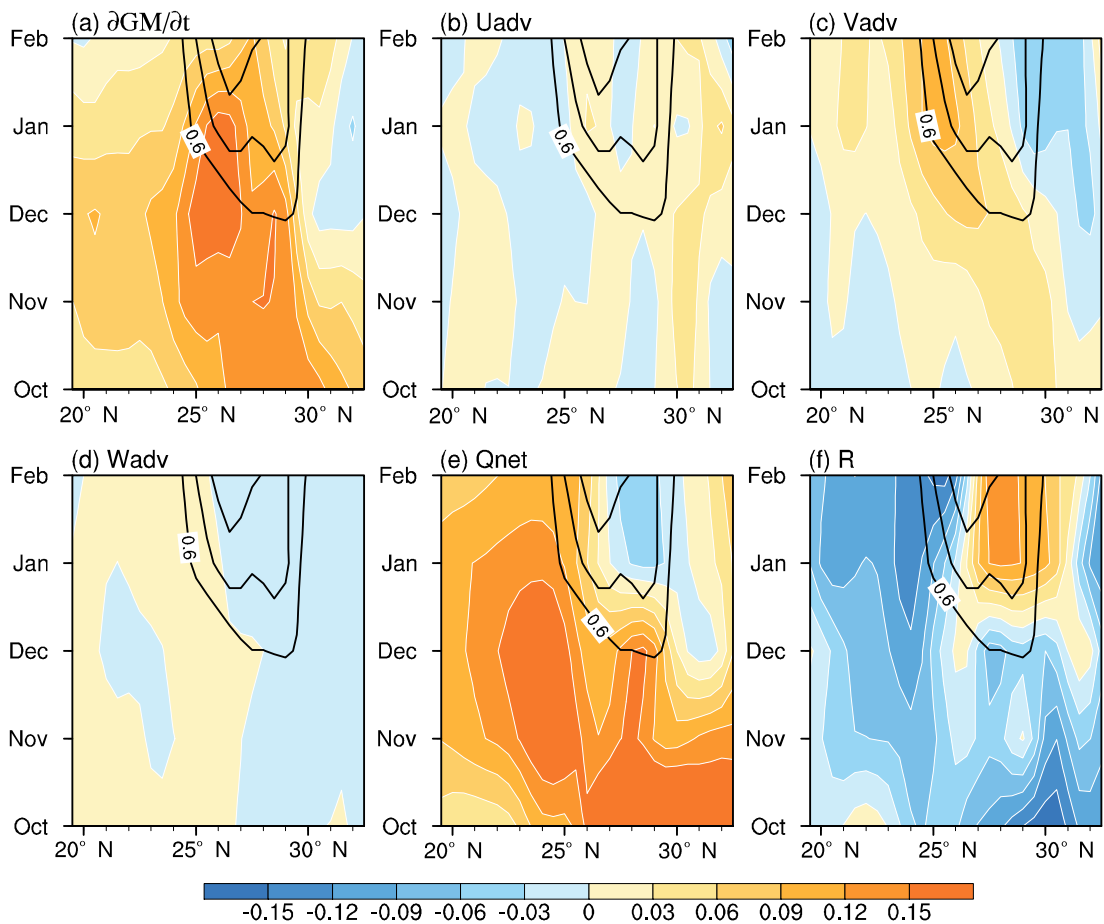 (a) ∂GM/∂t
(b) Uadv
(c) Vadv
Feb
Jan
Dec
Nov
Oct
0.6
20° N
25° N
30° N
Feb
Jan
Dec
Nov
Oct
0.6
20° N
25° N
30° N
Feb
Jan
Dec
Nov
Oct
0.6
20° N
25° N
30° N
(d) Wadv
(e) Qnet
(f) R
Feb
Jan
Dec
Nov
Oct
0.6
20° N
25° N
30° N
Feb
Jan
Dec
Nov
Oct
0.6
20° N
25° N
30° N
Feb
Jan
Dec
Nov
Oct
0.6
20° N
25° N
30° N
-0.15 -0.12 -0.09 -0.06 -0.03 0 0.03 0.06 0.09 0.12 0.15